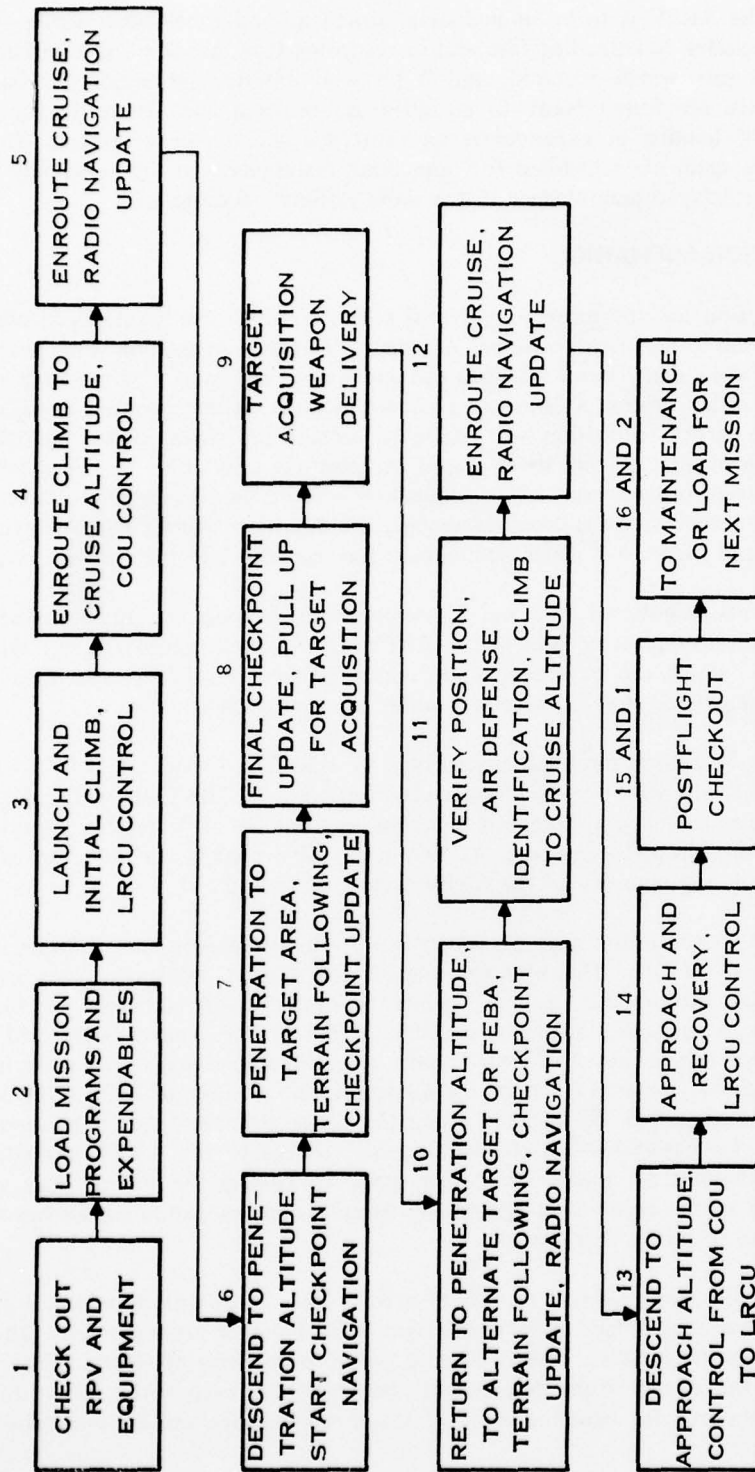 1
CHECK OUT
RPV AND
EQUIPMENT
2
LOAD MISSION
PROGRAMS AND
EXPENDABLES
3
LAUNCH AND
INITIAL CLIMB,
LRCU CONTROL
4
ENROUTE CLIMB TO
CRUISE ALTITUDE,
COU CONTROL
5
ENROUTE CRUISE,
RADIO NAVIGATION
UPDATE
6
DESCEND TO PENE-
TRATION ALTITUDE
START CHECKPOINT
NAVIGATION
7
PENETRATION TO
TARGET AREA,
TERRAIN FOLLOWING,
CHECKPOINT UPDATE
8
FINAL CHECKPOINT
UPDATE, PULL UP
FOR TARGET
ACQUISITION
9
TARGET
ACQUISITION
WEAPON
DELIVERY
10
RETURN TO PENETRATION ALTITUDE,
TO ALTERNATE TARGET OR FEBA,
TERRAIN FOLLOWING, CHECKPOINT
UPDATE, RADIO NAVIGATION
11
VERIFY POSITION,
AIR DEFENSE
IDENTIFICATION, CLIMB
TO CRUISE ALTITUDE
12
ENROUTE CRUISE,
RADIO NAVIGATION
UPDATE
13
DESCEND TO
APPROACH ALTITUDE,
CONTROL FROM COU
TO LRCU
14
APPROACH AND
RECOVERY,
LRCU CONTROL
15 AND 1
POSTFLIGHT
CHECKOUT
16 AND 2
TO MAINTENANCE
OR LOAD FOR
NEXT MISSION